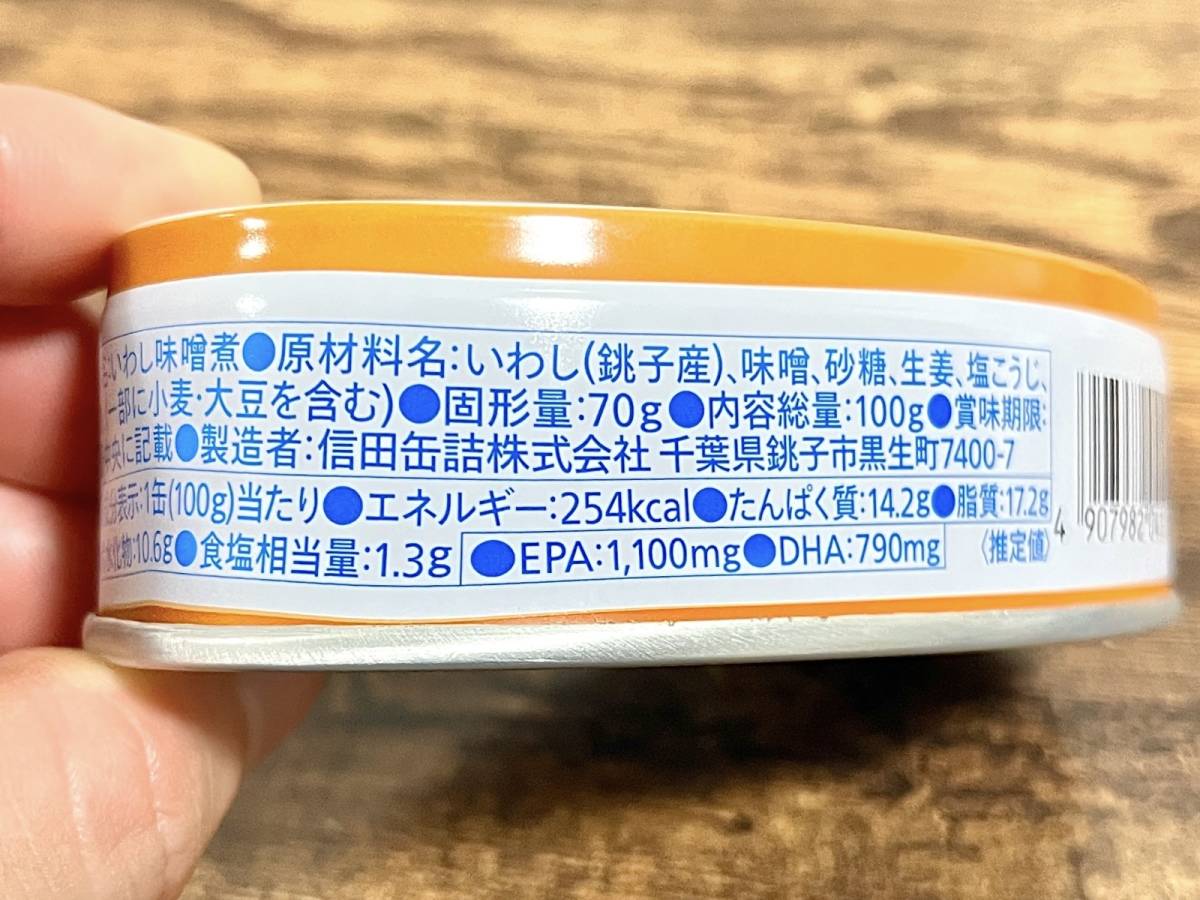 :いわし味噌煮●原材料名:いわし(銚子産)、味噌、砂糖、生姜、塩こうじ、
一部に小麦・大豆を含む)●固形量:70g●内容総量:100g●賞味期限:
中央に記載●製造者:信田缶詰株式会社 千葉県銚子市黒生町7400-7
表示:1缶(100g)当たり●エネルギー:254kcal●たんぱく質:14.2g●脂質:17.2g
水化物:10.6g●食塩相当量:1.3g ●EPA:1,100mg●DHA:790mg 〈推定値〉
4 907982